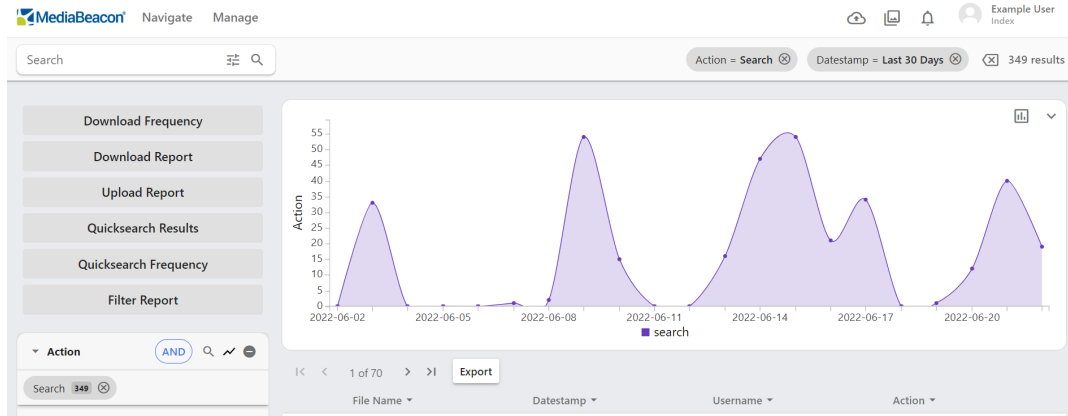 MediaBeacon® Navigate Manage Example User
Index
Search Action = Search Datestamp = Last 30 Days 349 results
Download Frequency
Download Report
Upload Report
Quicksearch Results
Quicksearch Frequency
Filter Report
Action AND
Search 349
Action
55
50
45
40
35
30
25
20
15
10
5
0
2022-06-02 2022-06-05 2022-06-08 2022-06-11 2022-06-14 2022-06-17 2022-06-20
search
1 of 70 Export
File Name Datestamp Username Action